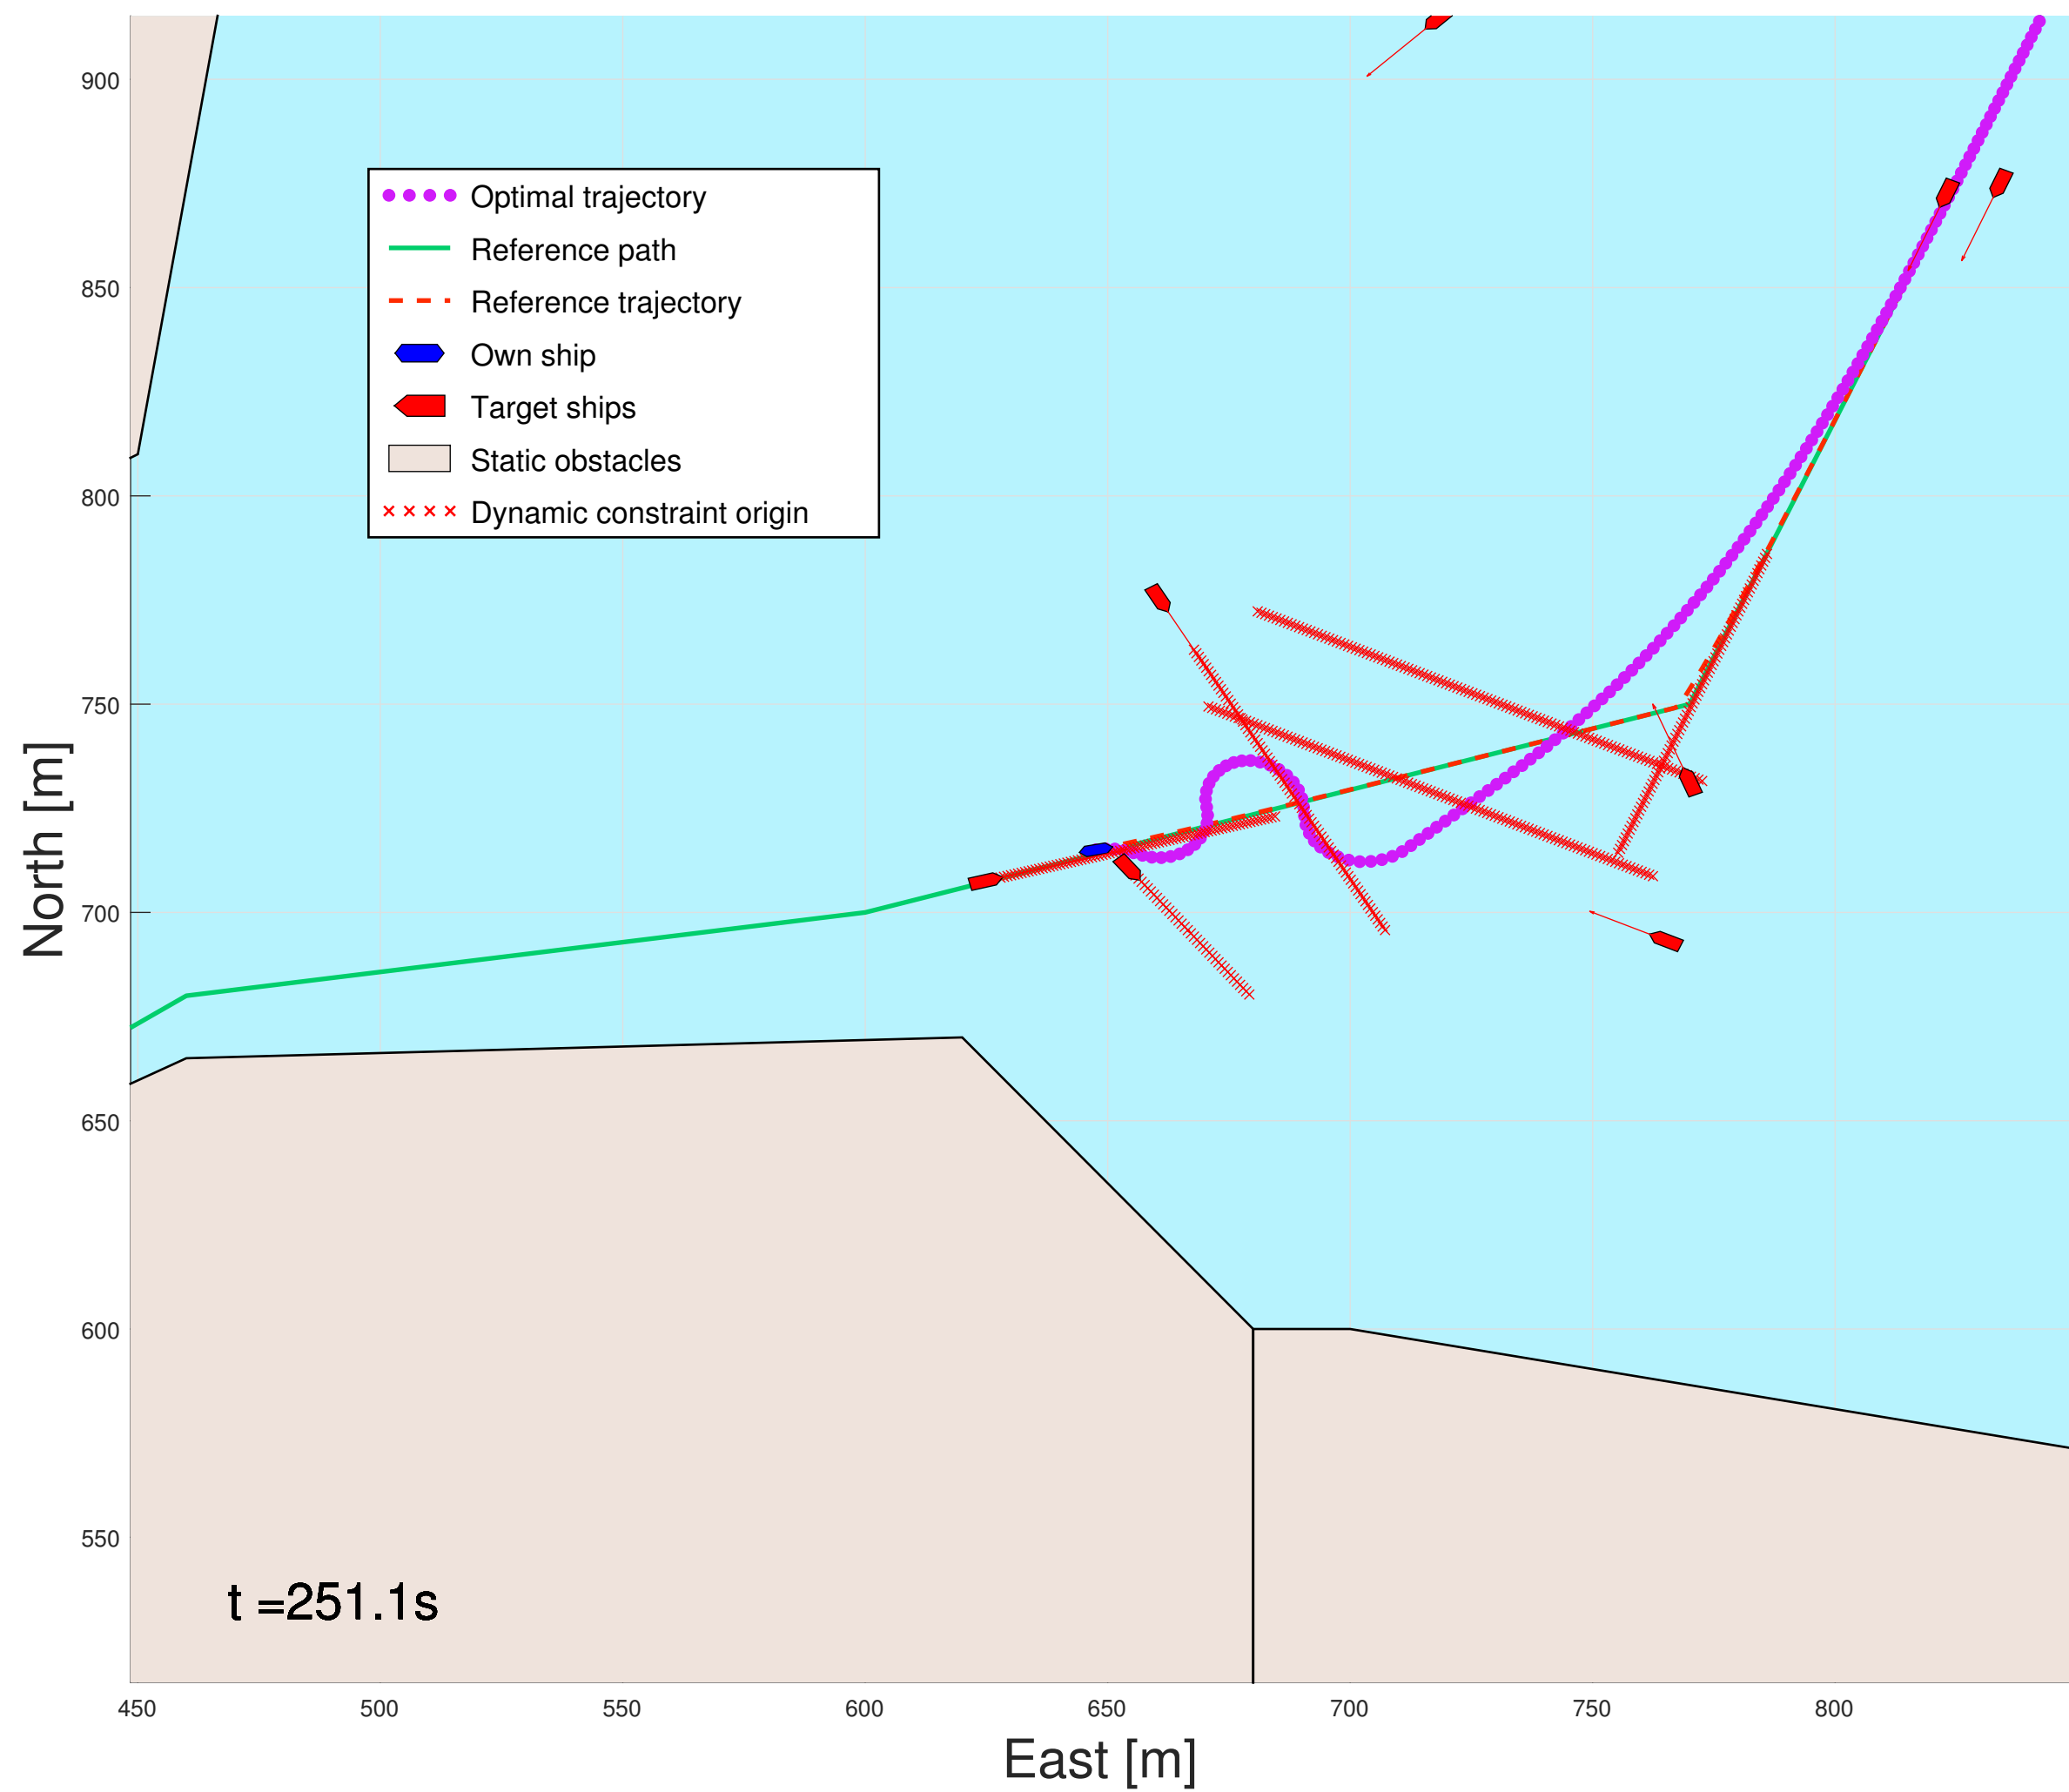 900
850
800
750
700
650
600
550
North [m]
Optimal trajectory
Reference path
Reference trajectory
Own ship
Target ships
Static obstacles
Dynamic constraint origin
t =251.1s
450 500 550 600 650 700 750 800
East [m]